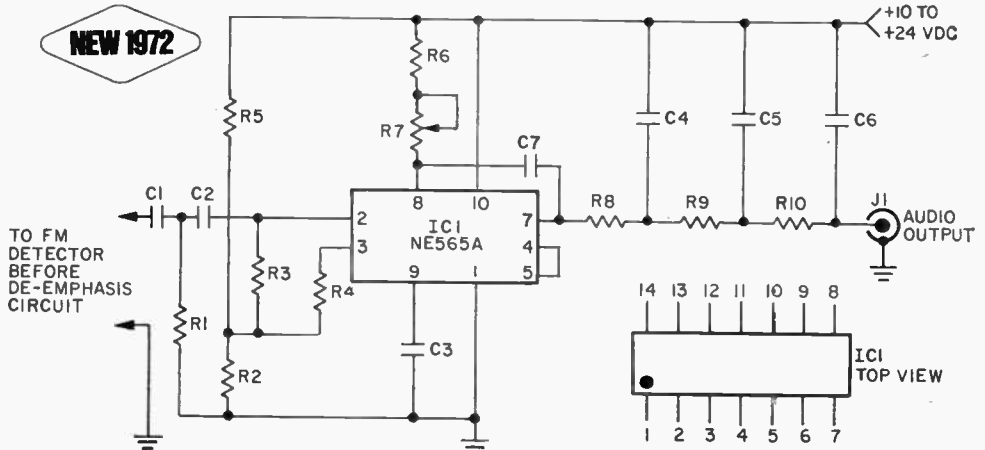 NEW 1972
+10 TO
+24 VDC
R6
R5
C4
C5
C6
R7
C7
C1
C2
8
10
R8
R9
R10
J1
AUDIO
OUTPUT
2
IC1
NE565A
7
3
4
9
1
5
TO FM
DETECTOR
BEFORE
DE-EMPHASIS
CIRCUIT
R3
R4
R1
R2
C3
14 13 12 11 10 9 8
IC1
TOP VIEW
1 2 3 4 5 6 7